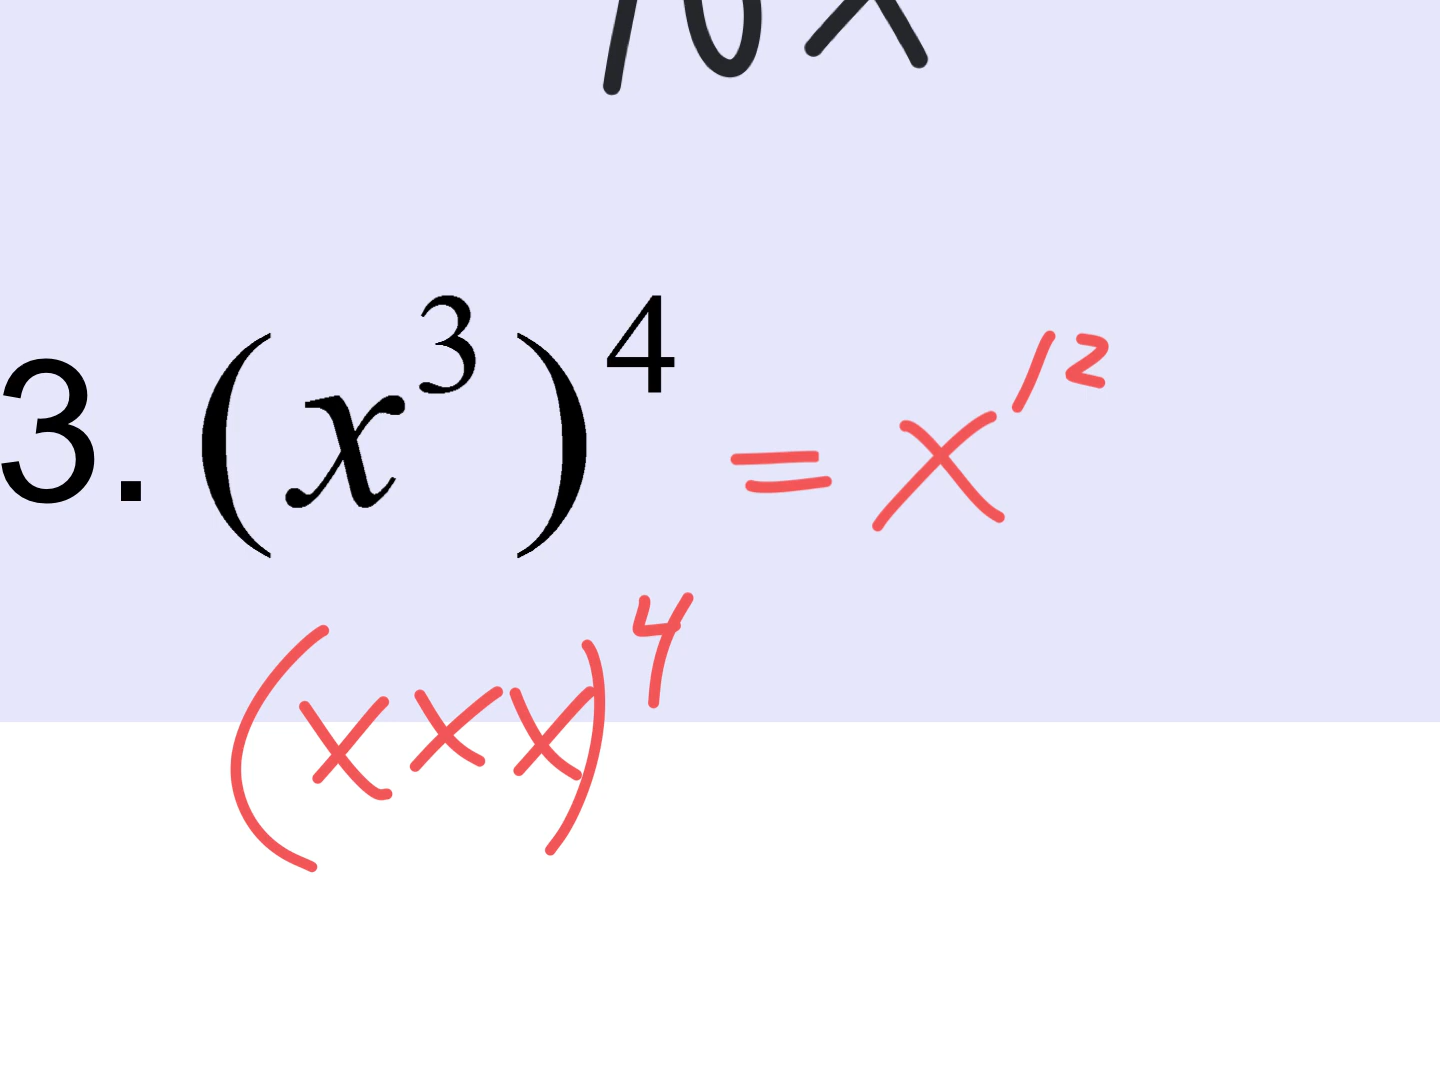 3. (x³)⁴ = x¹²
(xxx)⁴